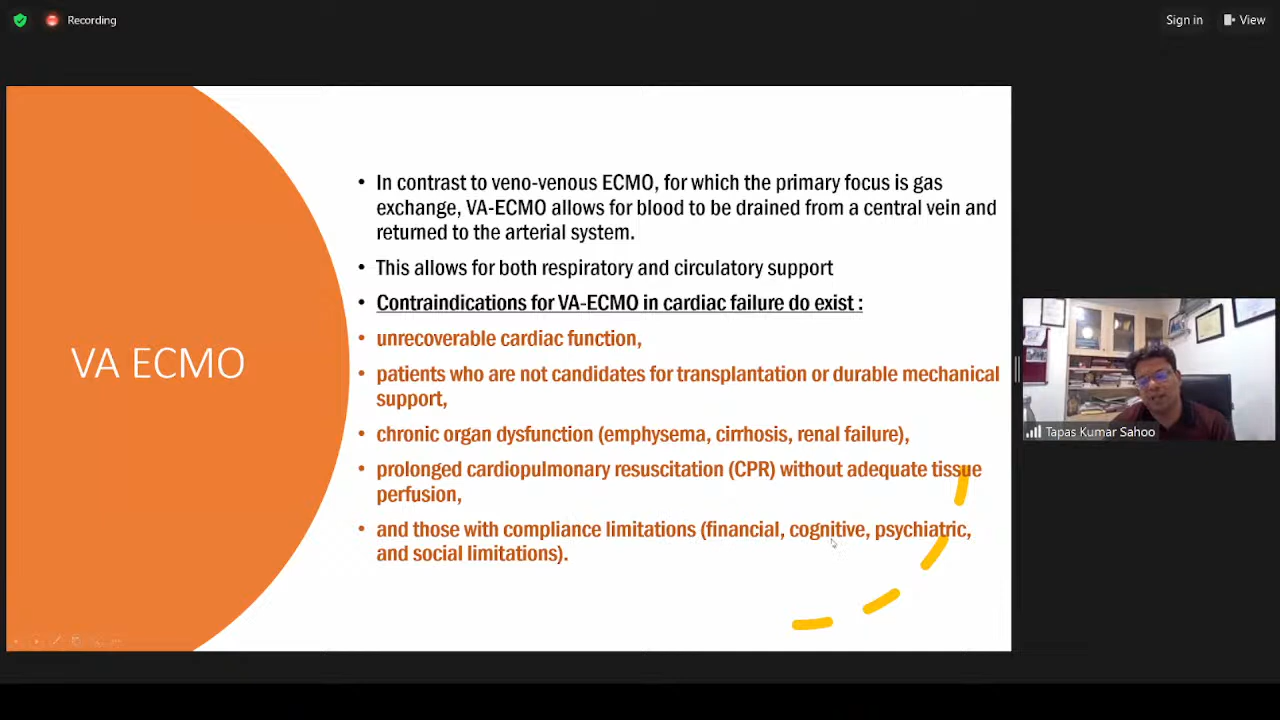 Recording
Sign in
View
VA ECMO
• In contrast to veno-venous ECMO, for which the primary focus is gas
exchange, VA-ECMO allows for blood to be drained from a central vein and
returned to the arterial system.
• This allows for both respiratory and circulatory support
• Contraindications for VA-ECMO in cardiac failure do exist :
• unrecoverable cardiac function,
• patients who are not candidates for transplantation or durable mechanical
support,
• chronic organ dysfunction (emphysema, cirrhosis, renal failure),
• prolonged cardiopulmonary resuscitation (CPR) without adequate tissue
perfusion,
• and those with compliance limitations (financial, cognitive, psychiatric,
and social limitations).
Tapas Kumar Sahoo